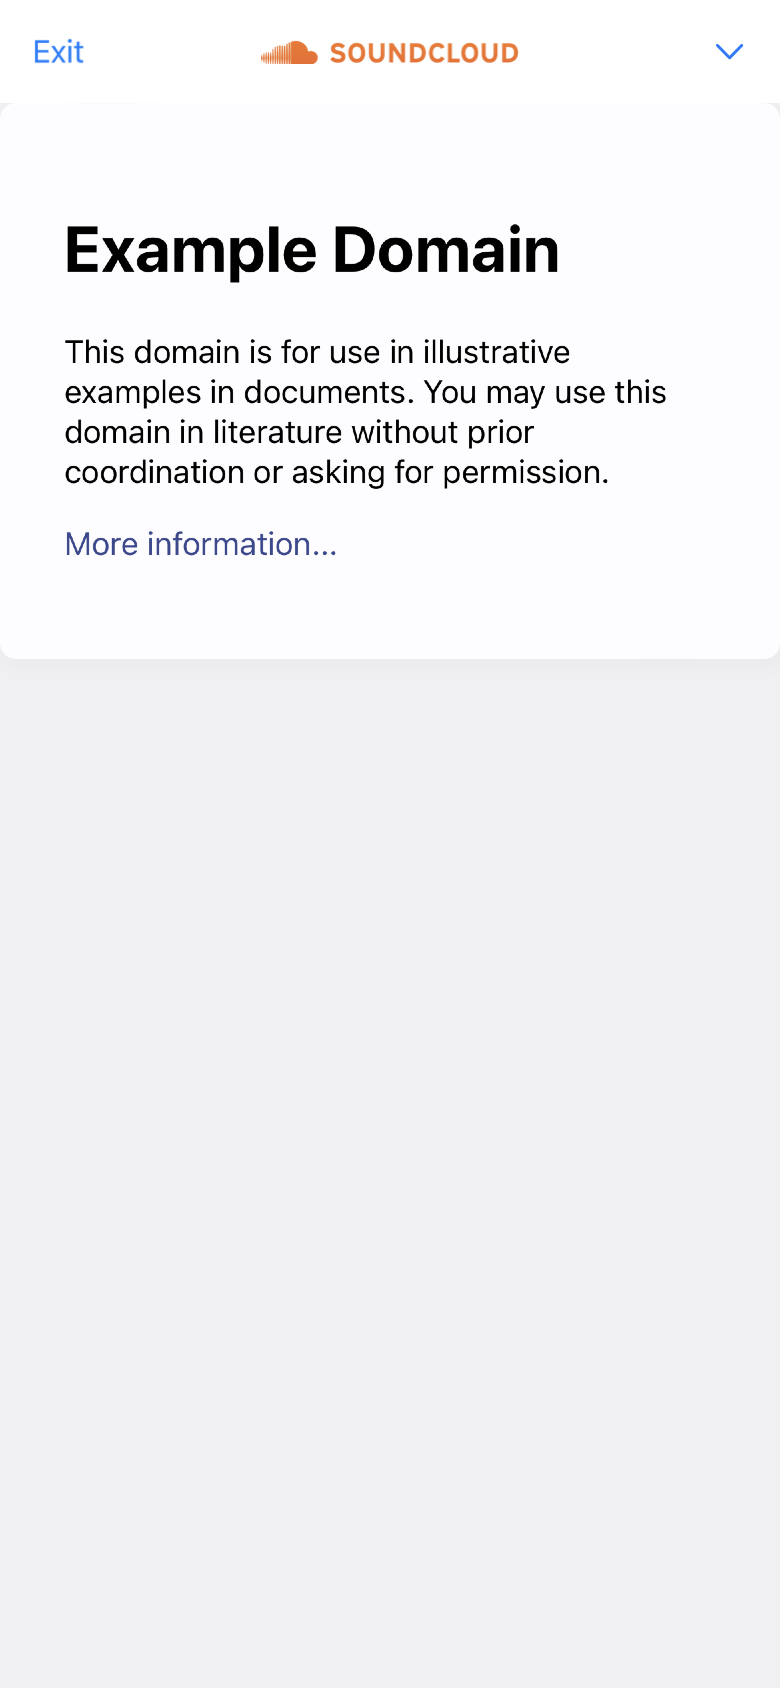 Exit
SOUNDCLOUD
Example Domain
This domain is for use in illustrative
examples in documents. You may use this
domain in literature without prior
coordination or asking for permission.
More information...